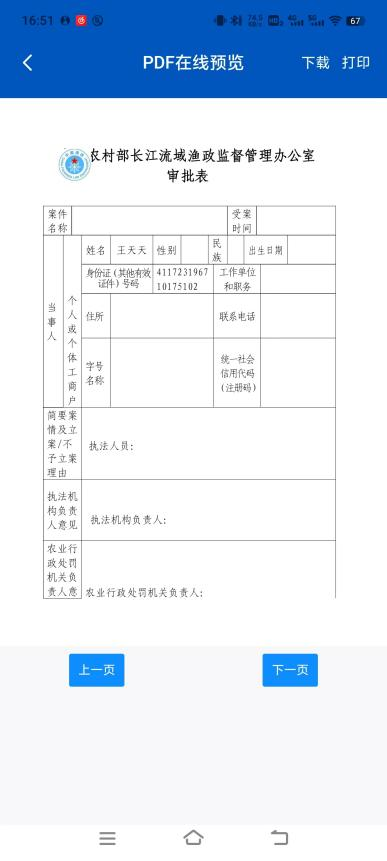 16:51
74.5
KB/s
HD2
4G
5G
67
PDF在线预览
下载 打印
农村部长江流域渔政监督管理办公室
审批表
案件
名称
受案
时间
当事人
个人或个体工商户
姓名 王天天 性别 民族 出生日期
身份证(其他有效
证件)号码
4117231967
10175102
工作单位
和职务
住所 联系电话
字号
名称
统一社会
信用代码
(注册码)
简要案
情及立
案/不
予立案
理由
执法人员:
执法机
构负责
人意见
执法机构负责人:
农业行
政处罚
机关负
责人意
农业行政处罚机关负责人:
上一页 下一页